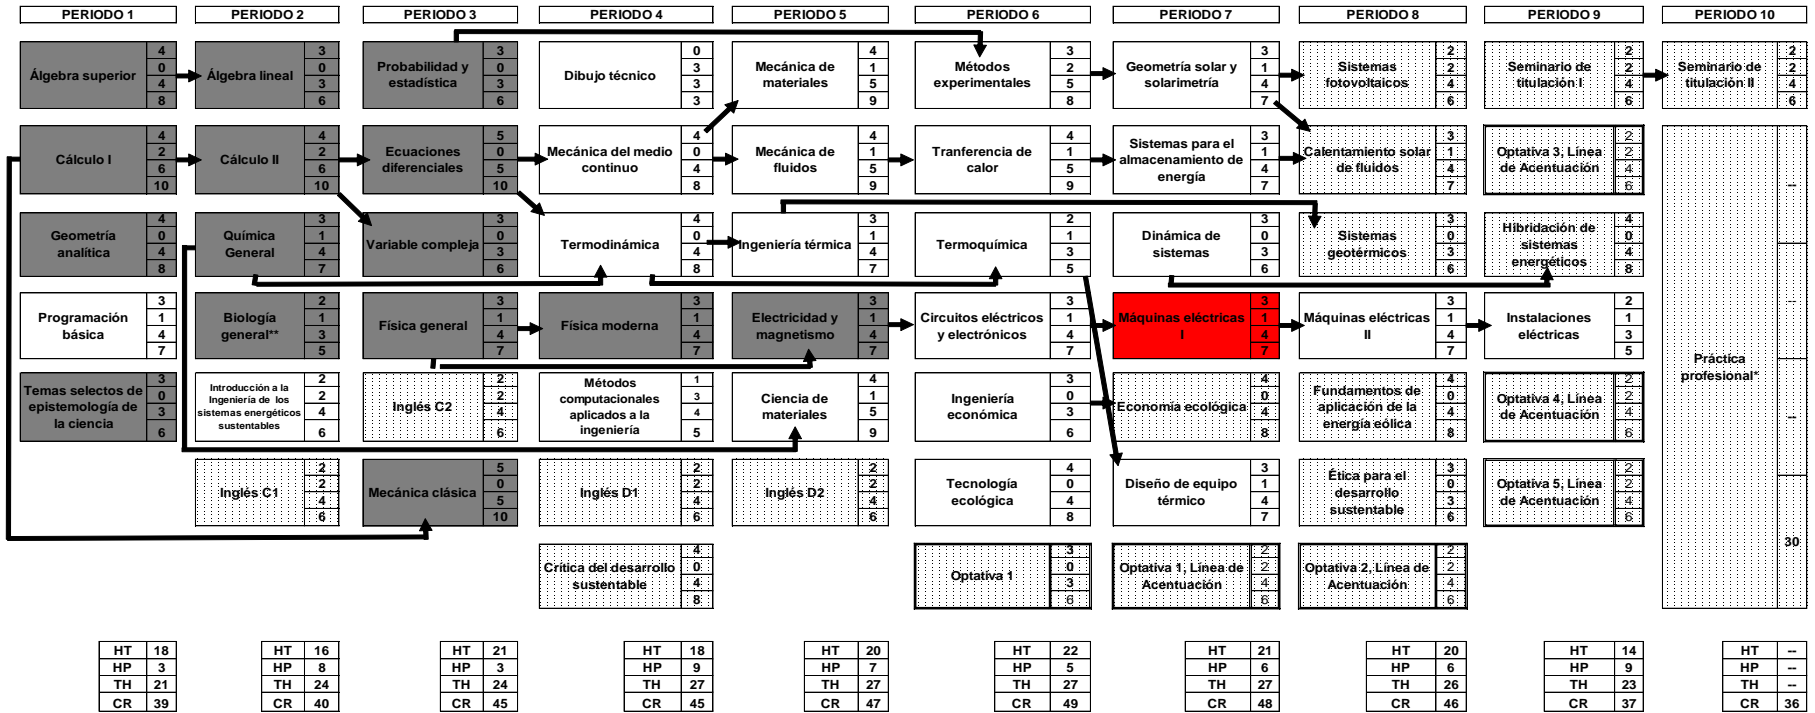 PERIODO 1
PERIODO 2
PERIODO 3
PERIODO 4
PERIODO 5
PERIODO 6
PERIODO 7
PERIODO 8
PERIODO 9
PERIODO 10
Álgebra superior
4
0
4
8
Álgebra lineal
3
0
3
6
Probabilidad y
estadística
3
0
3
6
Dibujo técnico
0
3
3
3
Mecánica de
materiales
4
1
5
9
Métodos
experimentales
3
2
5
8
Geometría solar y
solarimetría
3
1
4
7
Sistemas
fotovoltaicos
2
2
4
6
Seminario de
titulación I
2
2
4
6
Seminario de
titulación II
2
2
4
6
Cálculo I
4
2
6
10
Cálculo II
4
2
6
10
Ecuaciones
diferenciales
5
0
5
10
Mecánica del medio
continuo
4
0
4
8
Mecánica de
fluidos
4
1
5
9
Tranferencia de
calor
4
1
5
9
Sistemas para el
almacenamiento de
energía
3
1
4
7
Calentamiento solar
de fluidos
3
1
4
7
Optativa 3, Línea
de Acentuación
2
2
4
6
Práctica
profesional*
--
--
--
30
Geometría
analítica
4
0
4
8
Química
General
3
1
4
7
Variable compleja
3
0
3
6
Termodinámica
4
0
4
8
Ingeniería térmica
3
1
4
7
Termoquímica
2
1
3
5
Dinámica de
sistemas
3
0
3
6
Sistemas
geotérmicos
3
0
3
6
Hibridación de
sistemas
energéticos
4
0
4
8
Programación
básica
3
1
4
7
Biología
general**
2
1
3
5
Física general
3
1
4
7
Física moderna
3
1
4
7
Electricidad y
magnetismo
3
1
4
7
Circuitos eléctricos
y electrónicos
3
1
4
7
Máquinas eléctricas
I
3
1
4
7
Máquinas eléctricas
II
3
1
4
7
Instalaciones
eléctricas
2
1
3
5
Temas selectos de
epistemología de
la ciencia
3
0
3
6
Introducción a la
Ingeniería de los
sistemas energéticos
sustentables
2
2
4
6
Inglés C2
2
2
4
6
Métodos
computacionales
aplicados a la
ingeniería
1
3
4
5
Ciencia de
materiales
4
1
5
9
Ingeniería
económica
3
0
3
6
Economía ecológica
4
0
4
8
Fundamentos de
aplicación de la
energía eólica
4
0
4
8
Optativa 4, Línea
de Acentuación
2
2
4
6
Inglés C1
2
2
4
6
Mecánica clásica
5
0
5
10
Inglés D1
2
2
4
6
Inglés D2
2
2
4
6
Tecnología
ecológica
4
0
4
8
Diseño de equipo
térmico
3
1
4
7
Ética para el
desarrollo
sustentable
3
0
3
6
Optativa 5, Línea
de Acentuación
2
2
4
6
Crítica del desarrollo
sustentable
4
0
4
8
Optativa 1
3
0
3
6
Optativa 1, Línea de
Acentuación
2
2
4
6
Optativa 2, Línea de
Acentuación
2
2
4
6
HT 18
HP 3
TH 21
CR 39
HT 16
HP 8
TH 24
CR 40
HT 21
HP 3
TH 24
CR 45
HT 18
HP 9
TH 27
CR 45
HT 20
HP 7
TH 27
CR 47
HT 22
HP 5
TH 27
CR 49
HT 21
HP 6
TH 27
CR 48
HT 20
HP 6
TH 26
CR 46
HT 14
HP 9
TH 23
CR 37
HT --
HP --
TH --
CR 36